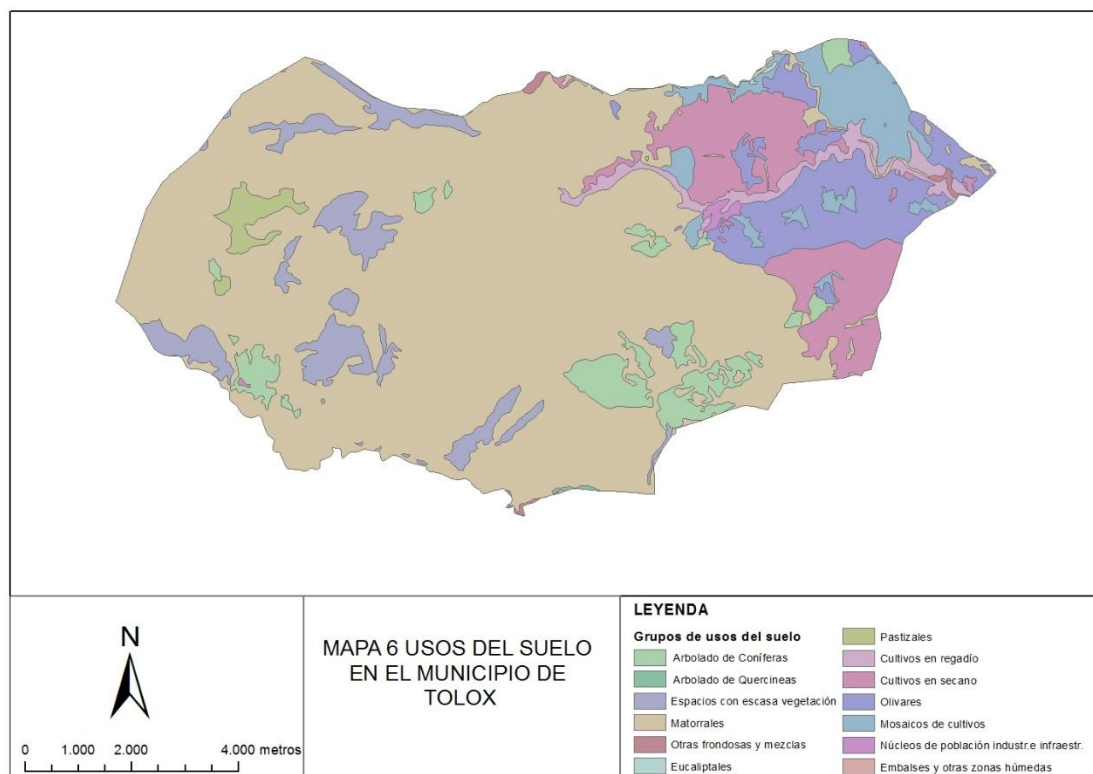 N
0 1.000 2.000 4.000 metros
MAPA 6 USOS DEL SUELO
EN EL MUNICIPIO DE
TOLOX
LEYENDA
Grupos de usos del suelo
Arbolado de Coníferas
Arbolado de Quercineas
Espacios con escasa vegetación
Matorrales
Otras frondosas y mezclas
Eucaliptales
Pastizales
Cultivos en regadío
Cultivos en secano
Olivares
Mosaicos de cultivos
Núcleos de población industr.e infraestr.
Embalses y otras zonas húmedas